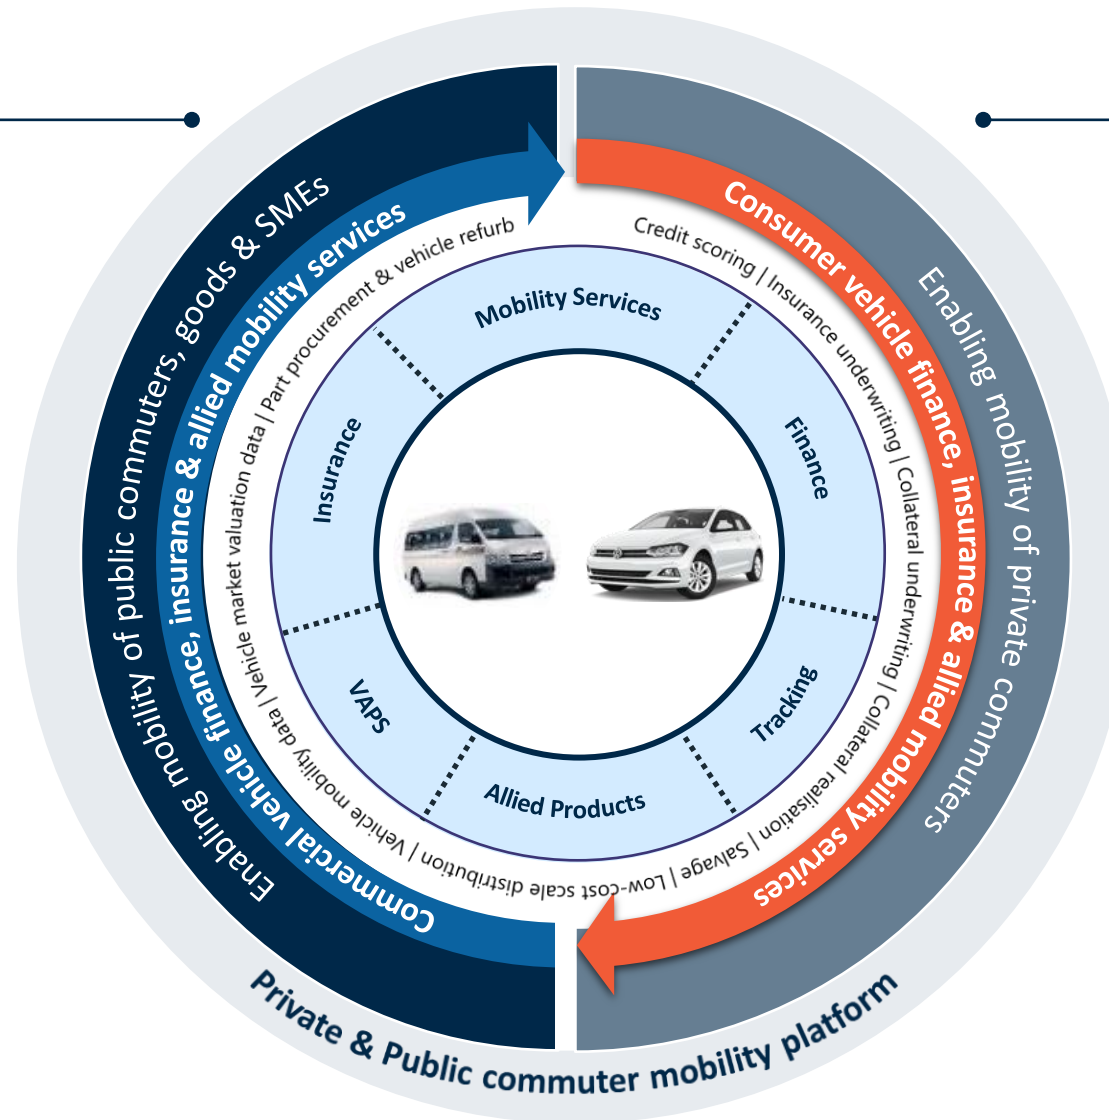 Enabling mobility of public commuters, goods & SMEs
Commercial vehicle finance, insurance & allied mobility services
Consumer vehicle finance, insurance & allied mobility services
Enabling mobility of private commuters
Credit scoring | Insurance underwriting | Collateral underwriting | Collateral realisation | Salvage | Low-cost scale distribution | Vehicle mobility data | Vehicle market valuation data | Part procurement & vehicle refurb
Mobility Services
Finance
Tracking
Allied Products
VAPS
Insurance
Private & Public commuter mobility platform